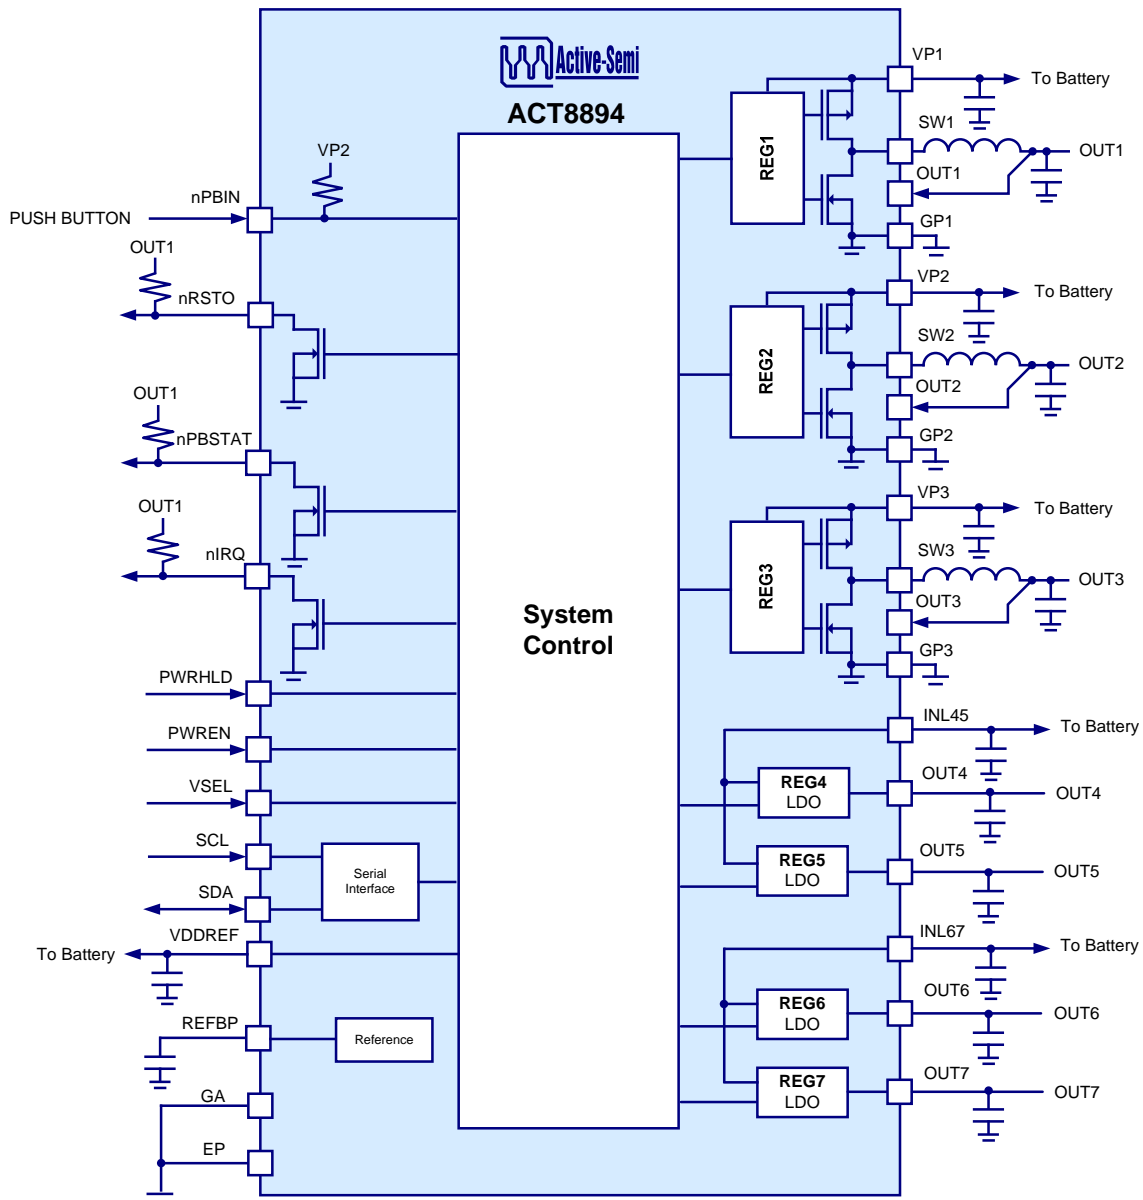 Active-Semi
ACT8894
System
Control
VP2
nPBIN
PUSH BUTTON
OUT1
nRSTO
OUT1
nPBSTAT
OUT1
nIRQ
PWRHLD
PWREN
VSEL
SCL
SDA
Serial
Interface
VDDREF
To Battery
REFBP
Reference
GA
EP
REG1
VP1
To Battery
SW1
OUT1
OUT1
GP1
REG2
VP2
To Battery
SW2
OUT2
OUT2
GP2
REG3
VP3
To Battery
SW3
OUT3
OUT3
GP3
INL45
To Battery
REG4
LDO
OUT4
OUT4
REG5
LDO
OUT5
OUT5
INL67
To Battery
REG6
LDO
OUT6
OUT6
REG7
LDO
OUT7
OUT7